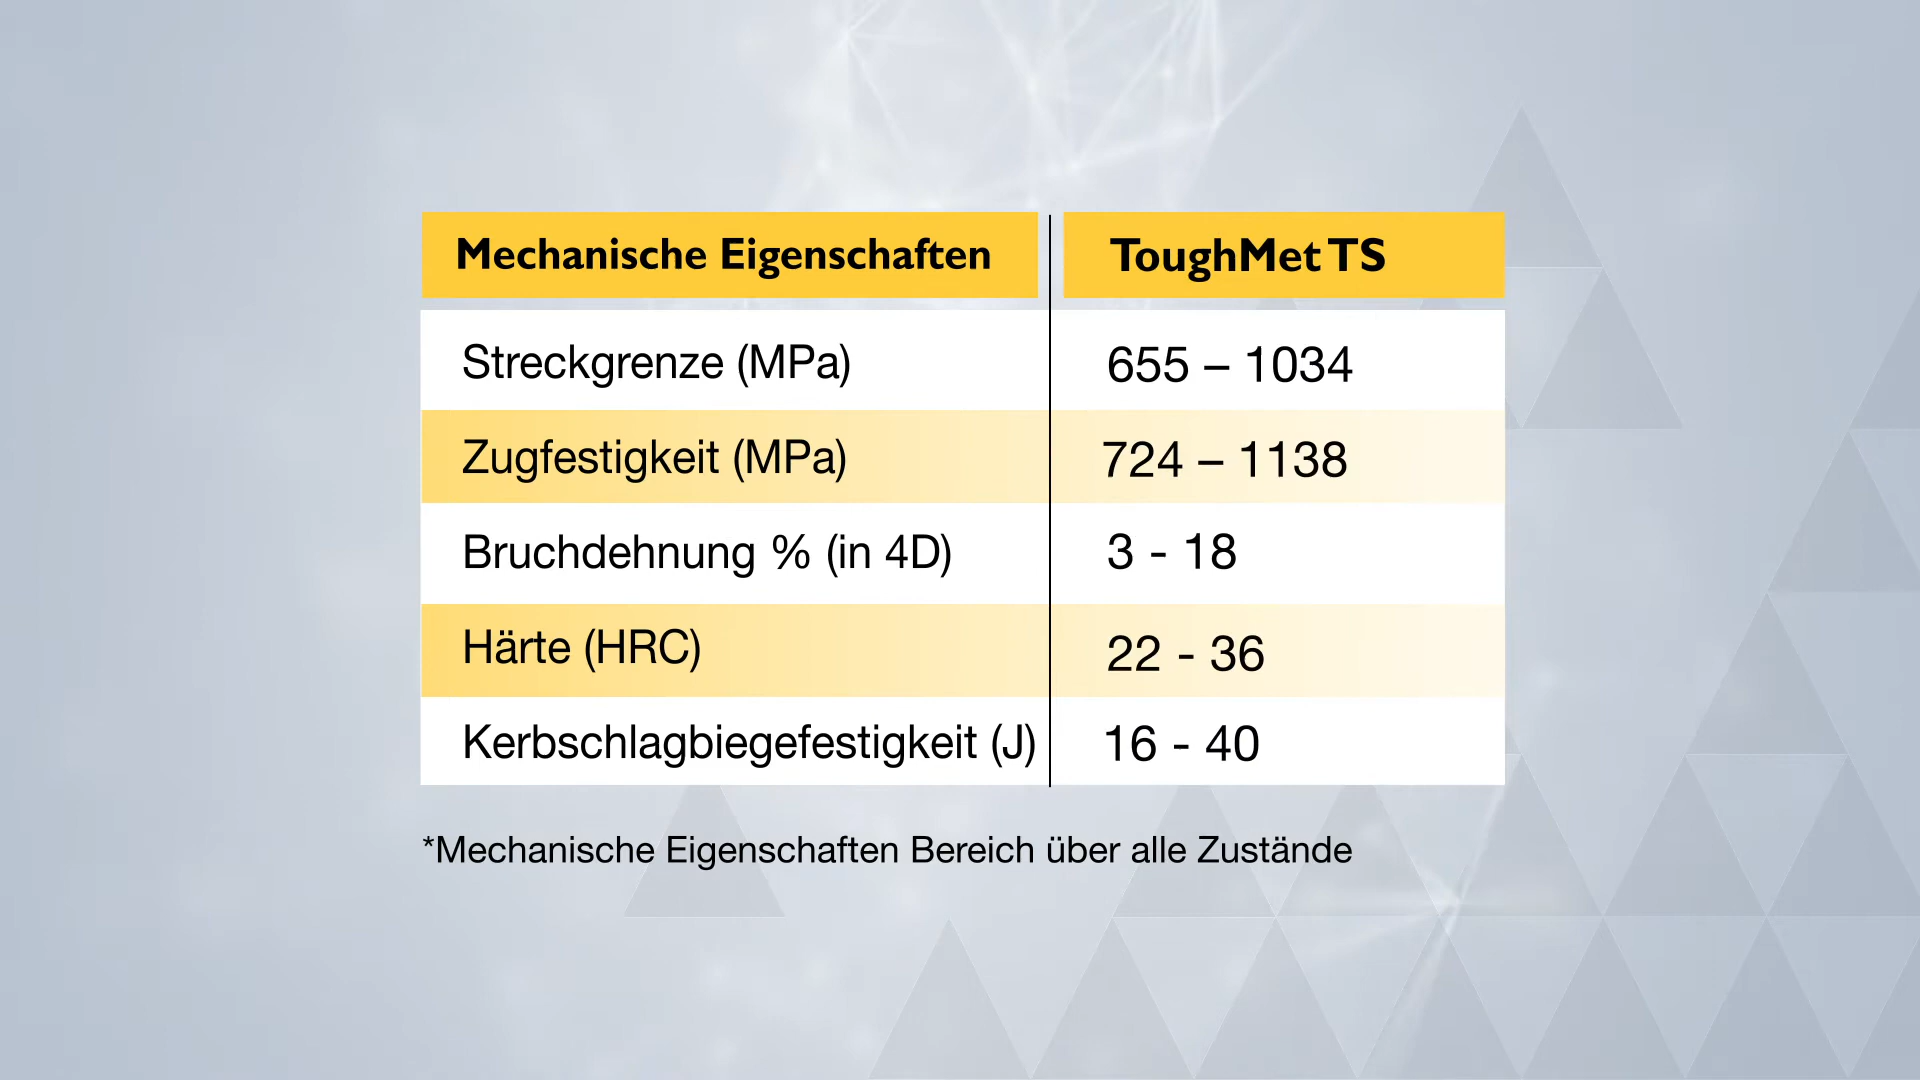 Mechanische Eigenschaften ToughMet TS
Streckgrenze (MPa) 655 – 1034
Zugfestigkeit (MPa) 724 – 1138
Bruchdehnung % (in 4D) 3 - 18
Härte (HRC) 22 - 36
Kerbschlagbiegefestigkeit (J) 16 - 40
*Mechanische Eigenschaften Bereich über alle Zustände